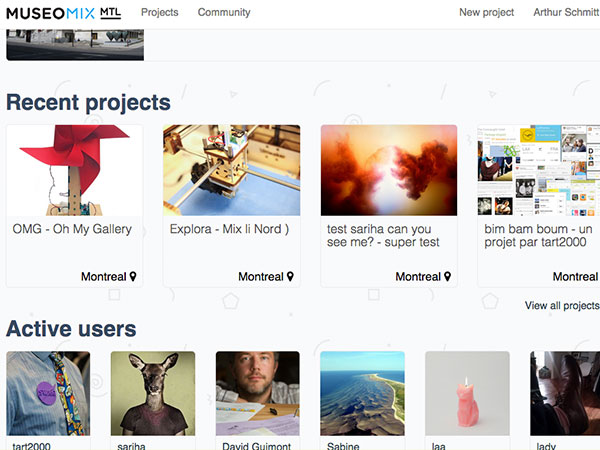 MUSEOMIX MTL Projects Community New project Arthur Schmitt
Recent projects
OMG - Oh My Gallery
Montreal
Explora - Mix li Nord )
Montreal
test sariha can you
see me? - super test
Montreal
bim bam boum - un
projet par tart2000
Montreal
View all projects
Active users
tart2000
sariha
David Guimont
Sabine
laa
lady